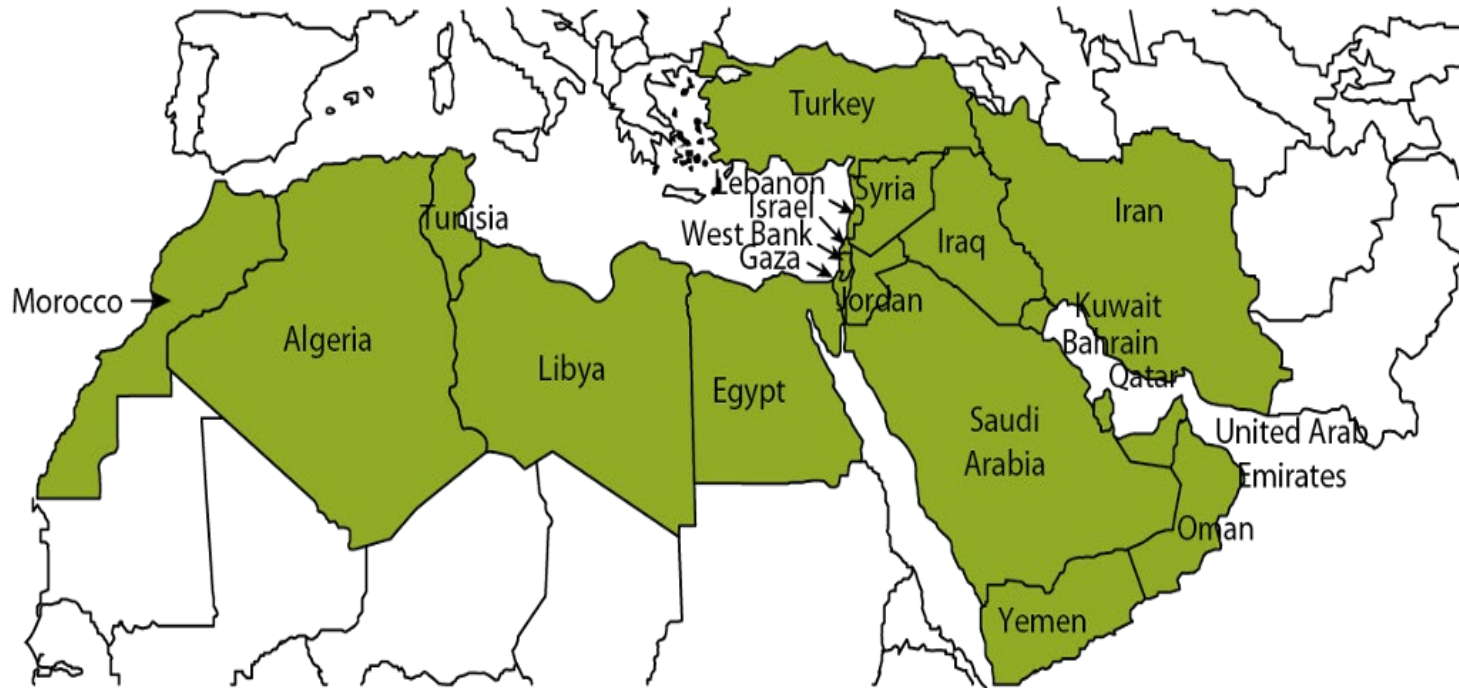 Turkey
Lebanon
Syria
Israel
Iran
Tunisia
West Bank
Iraq
Gaza
Morocco
Jordan
Kuwait
Algeria
Bahrain
Libya
Qatar
Egypt
Saudi
Arabia
United Arab
Emirates
Oman
Yemen